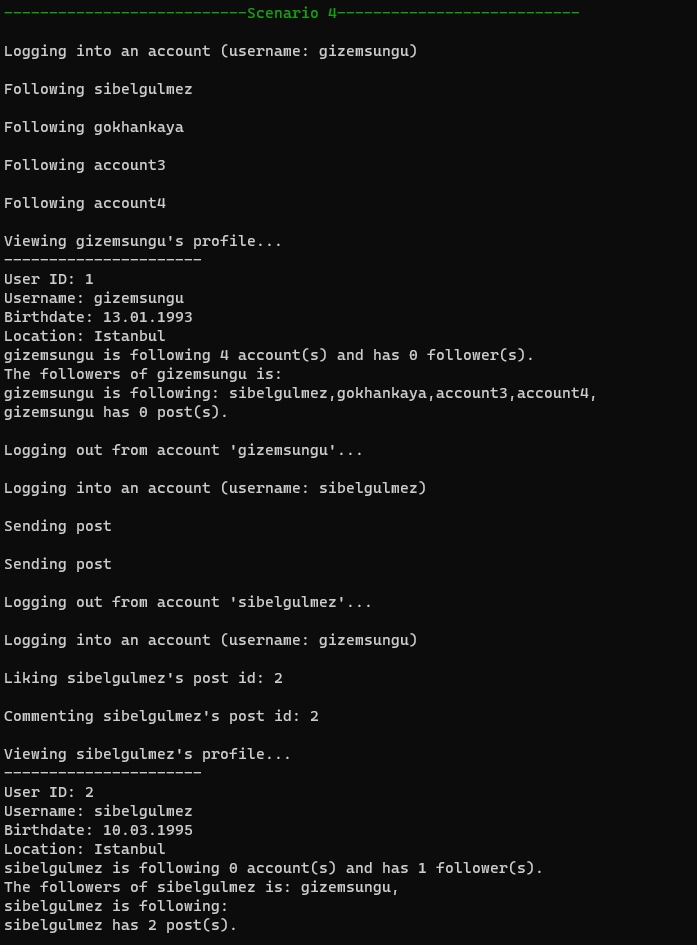 ---------------------------Scenario 4---------------------------
Logging into an account (username: gizemsungu)
Following sibelgulmez
Following gokhankaya
Following account3
Following account4
Viewing gizemsungu's profile...
----------------------
User ID: 1
Username: gizemsungu
Birthdate: 13.01.1993
Location: Istanbul
gizemsungu is following 4 account(s) and has 0 follower(s).
The followers of gizemsungu is:
gizemsungu is following: sibelgulmez,gokhankaya,account3,account4,
gizemsungu has 0 post(s).
Logging out from account 'gizemsungu'...
Logging into an account (username: sibelgulmez)
Sending post
Sending post
Logging out from account 'sibelgulmez'...
Logging into an account (username: gizemsungu)
Liking sibelgulmez's post id: 2
Commenting sibelgulmez's post id: 2
Viewing sibelgulmez's profile...
----------------------
User ID: 2
Username: sibelgulmez
Birthdate: 10.03.1995
Location: Istanbul
sibelgulmez is following 0 account(s) and has 1 follower(s).
The followers of sibelgulmez is: gizemsungu,
sibelgulmez is following:
sibelgulmez has 2 post(s).